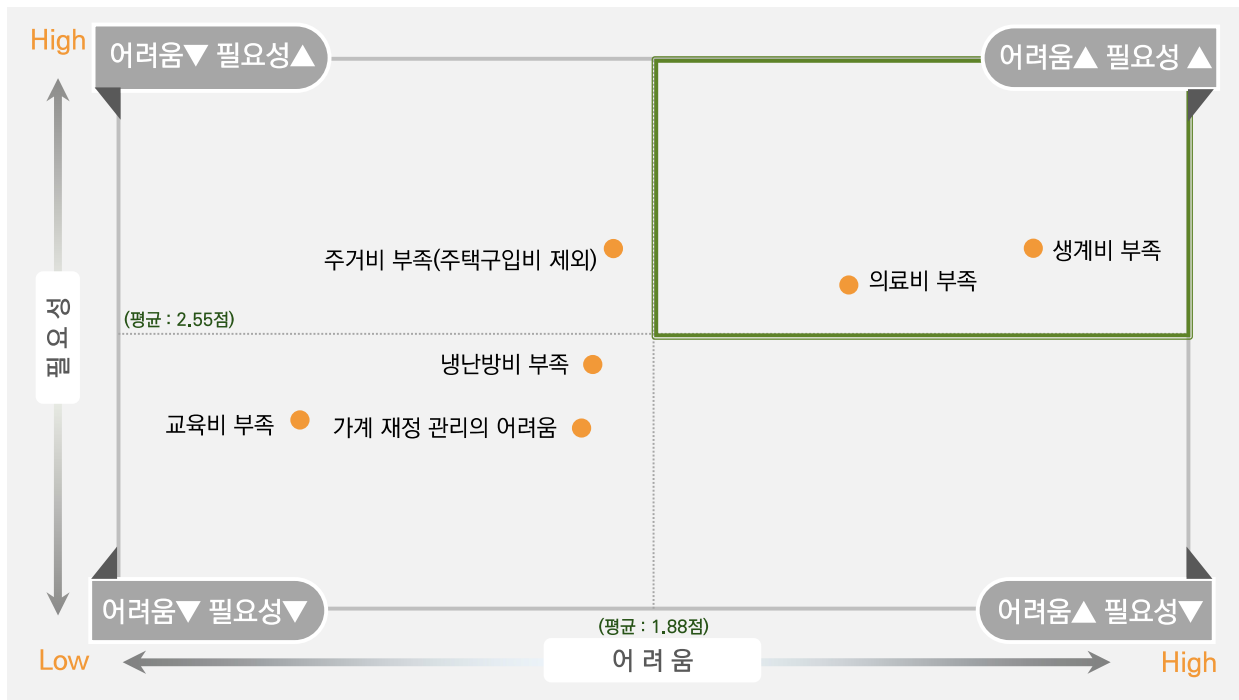 High
어려움▼ 필요성▲
어려움▲ 필요성 ▲
주거비 부족(주택구입비 제외)
생계비 부족
의료비 부족
필요성
(평균 : 2.55점)
냉난방비 부족
교육비 부족
가계 재정 관리의 어려움
어려움▼ 필요성▼
어려움▲ 필요성▼
(평균 : 1.88점)
Low
어 려 움
High